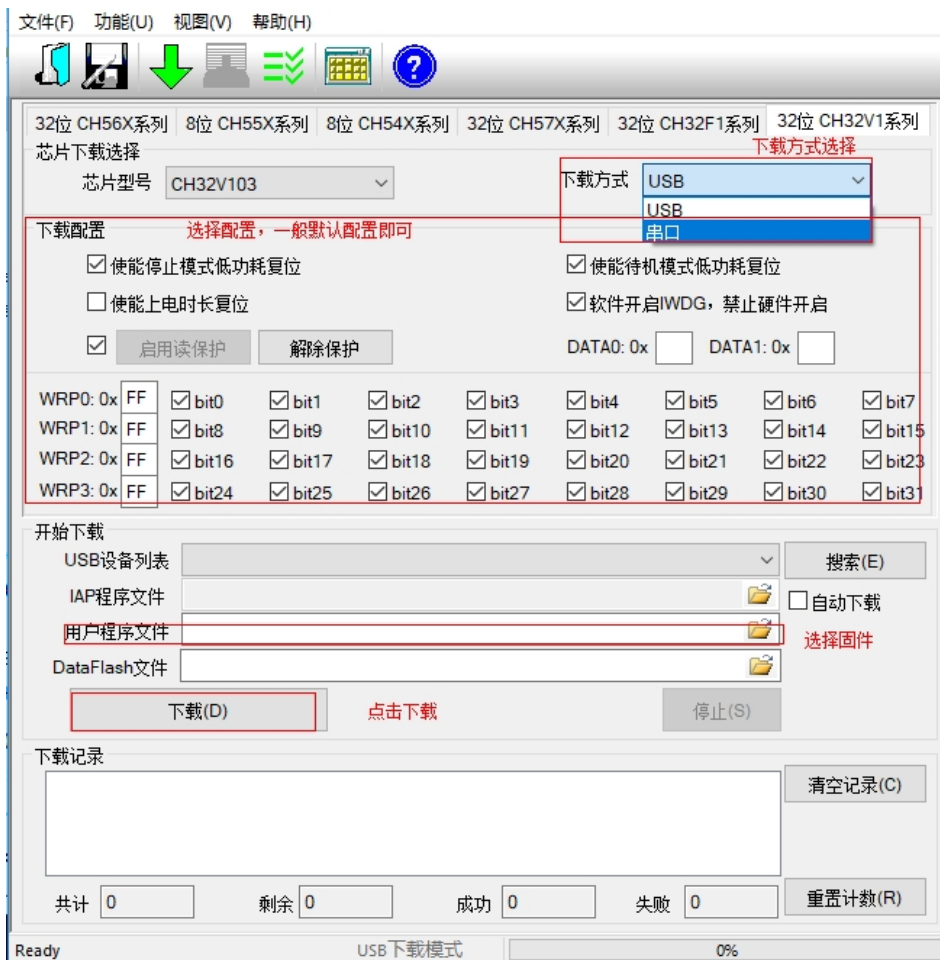 文件(F) 功能(U) 视图(V) 帮助(H)
32位 CH56X系列 8位 CH55X系列 8位 CH54X系列 32位 CH57X系列 32位 CH32F1系列 32位 CH32V1系列
芯片下载选择 下载方式选择
芯片型号 CH32V103 下载方式 USB
USB
下载配置 选择配置，一般默认配置即可 串口
使能停止模式低功耗复位 使能待机模式低功耗复位
使能上电时长复位 软件开启IWDG，禁止硬件开启
启用读保护 解除保护 DATA0: 0x DATA1: 0x
WRP0: 0x FF bit0 bit1 bit2 bit3 bit4 bit5 bit6 bit7
WRP1: 0x FF bit8 bit9 bit10 bit11 bit12 bit13 bit14 bit15
WRP2: 0x FF bit16 bit17 bit18 bit19 bit20 bit21 bit22 bit23
WRP3: 0x FF bit24 bit25 bit26 bit27 bit28 bit29 bit30 bit31
开始下载
USB设备列表 搜索(E)
IAP程序文件 自动下载
用户程序文件 选择固件
DataFlash文件
下载(D) 点击下载 停止(S)
下载记录
清空记录(C)
共计 0 剩余 0 成功 0 失败 0 重置计数(R)
Ready USB下载模式 0%